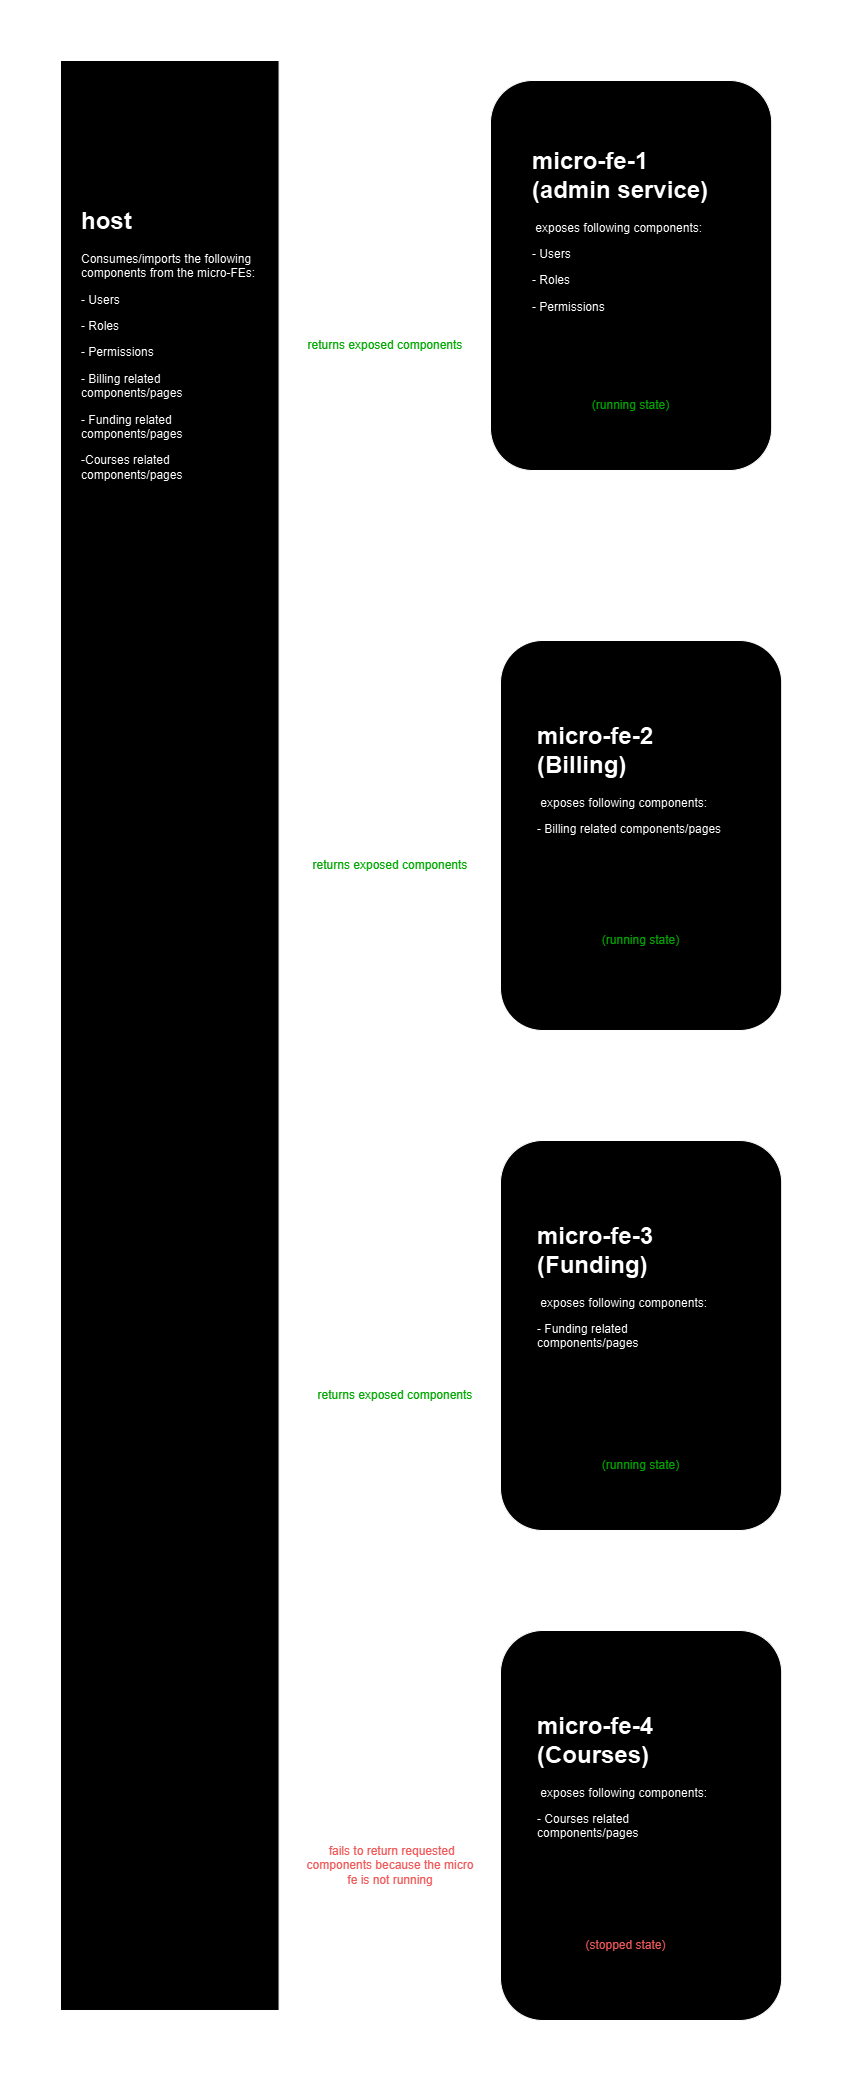 host
Consumes/imports the following
components from the micro-FEs:
- Users
- Roles
- Permissions
- Billing related
components/pages
- Funding related
components/pages
-Courses related
components/pages
returns exposed components
micro-fe-1
(admin service)
exposes following components:
- Users
- Roles
- Permissions
(running state)
returns exposed components
micro-fe-2
(Billing)
exposes following components:
- Billing related components/pages
(running state)
returns exposed components
micro-fe-3
(Funding)
exposes following components:
- Funding related
components/pages
(running state)
fails to return requested
components because the micro
fe is not running
micro-fe-4
(Courses)
exposes following components:
- Courses related
components/pages
(stopped state)